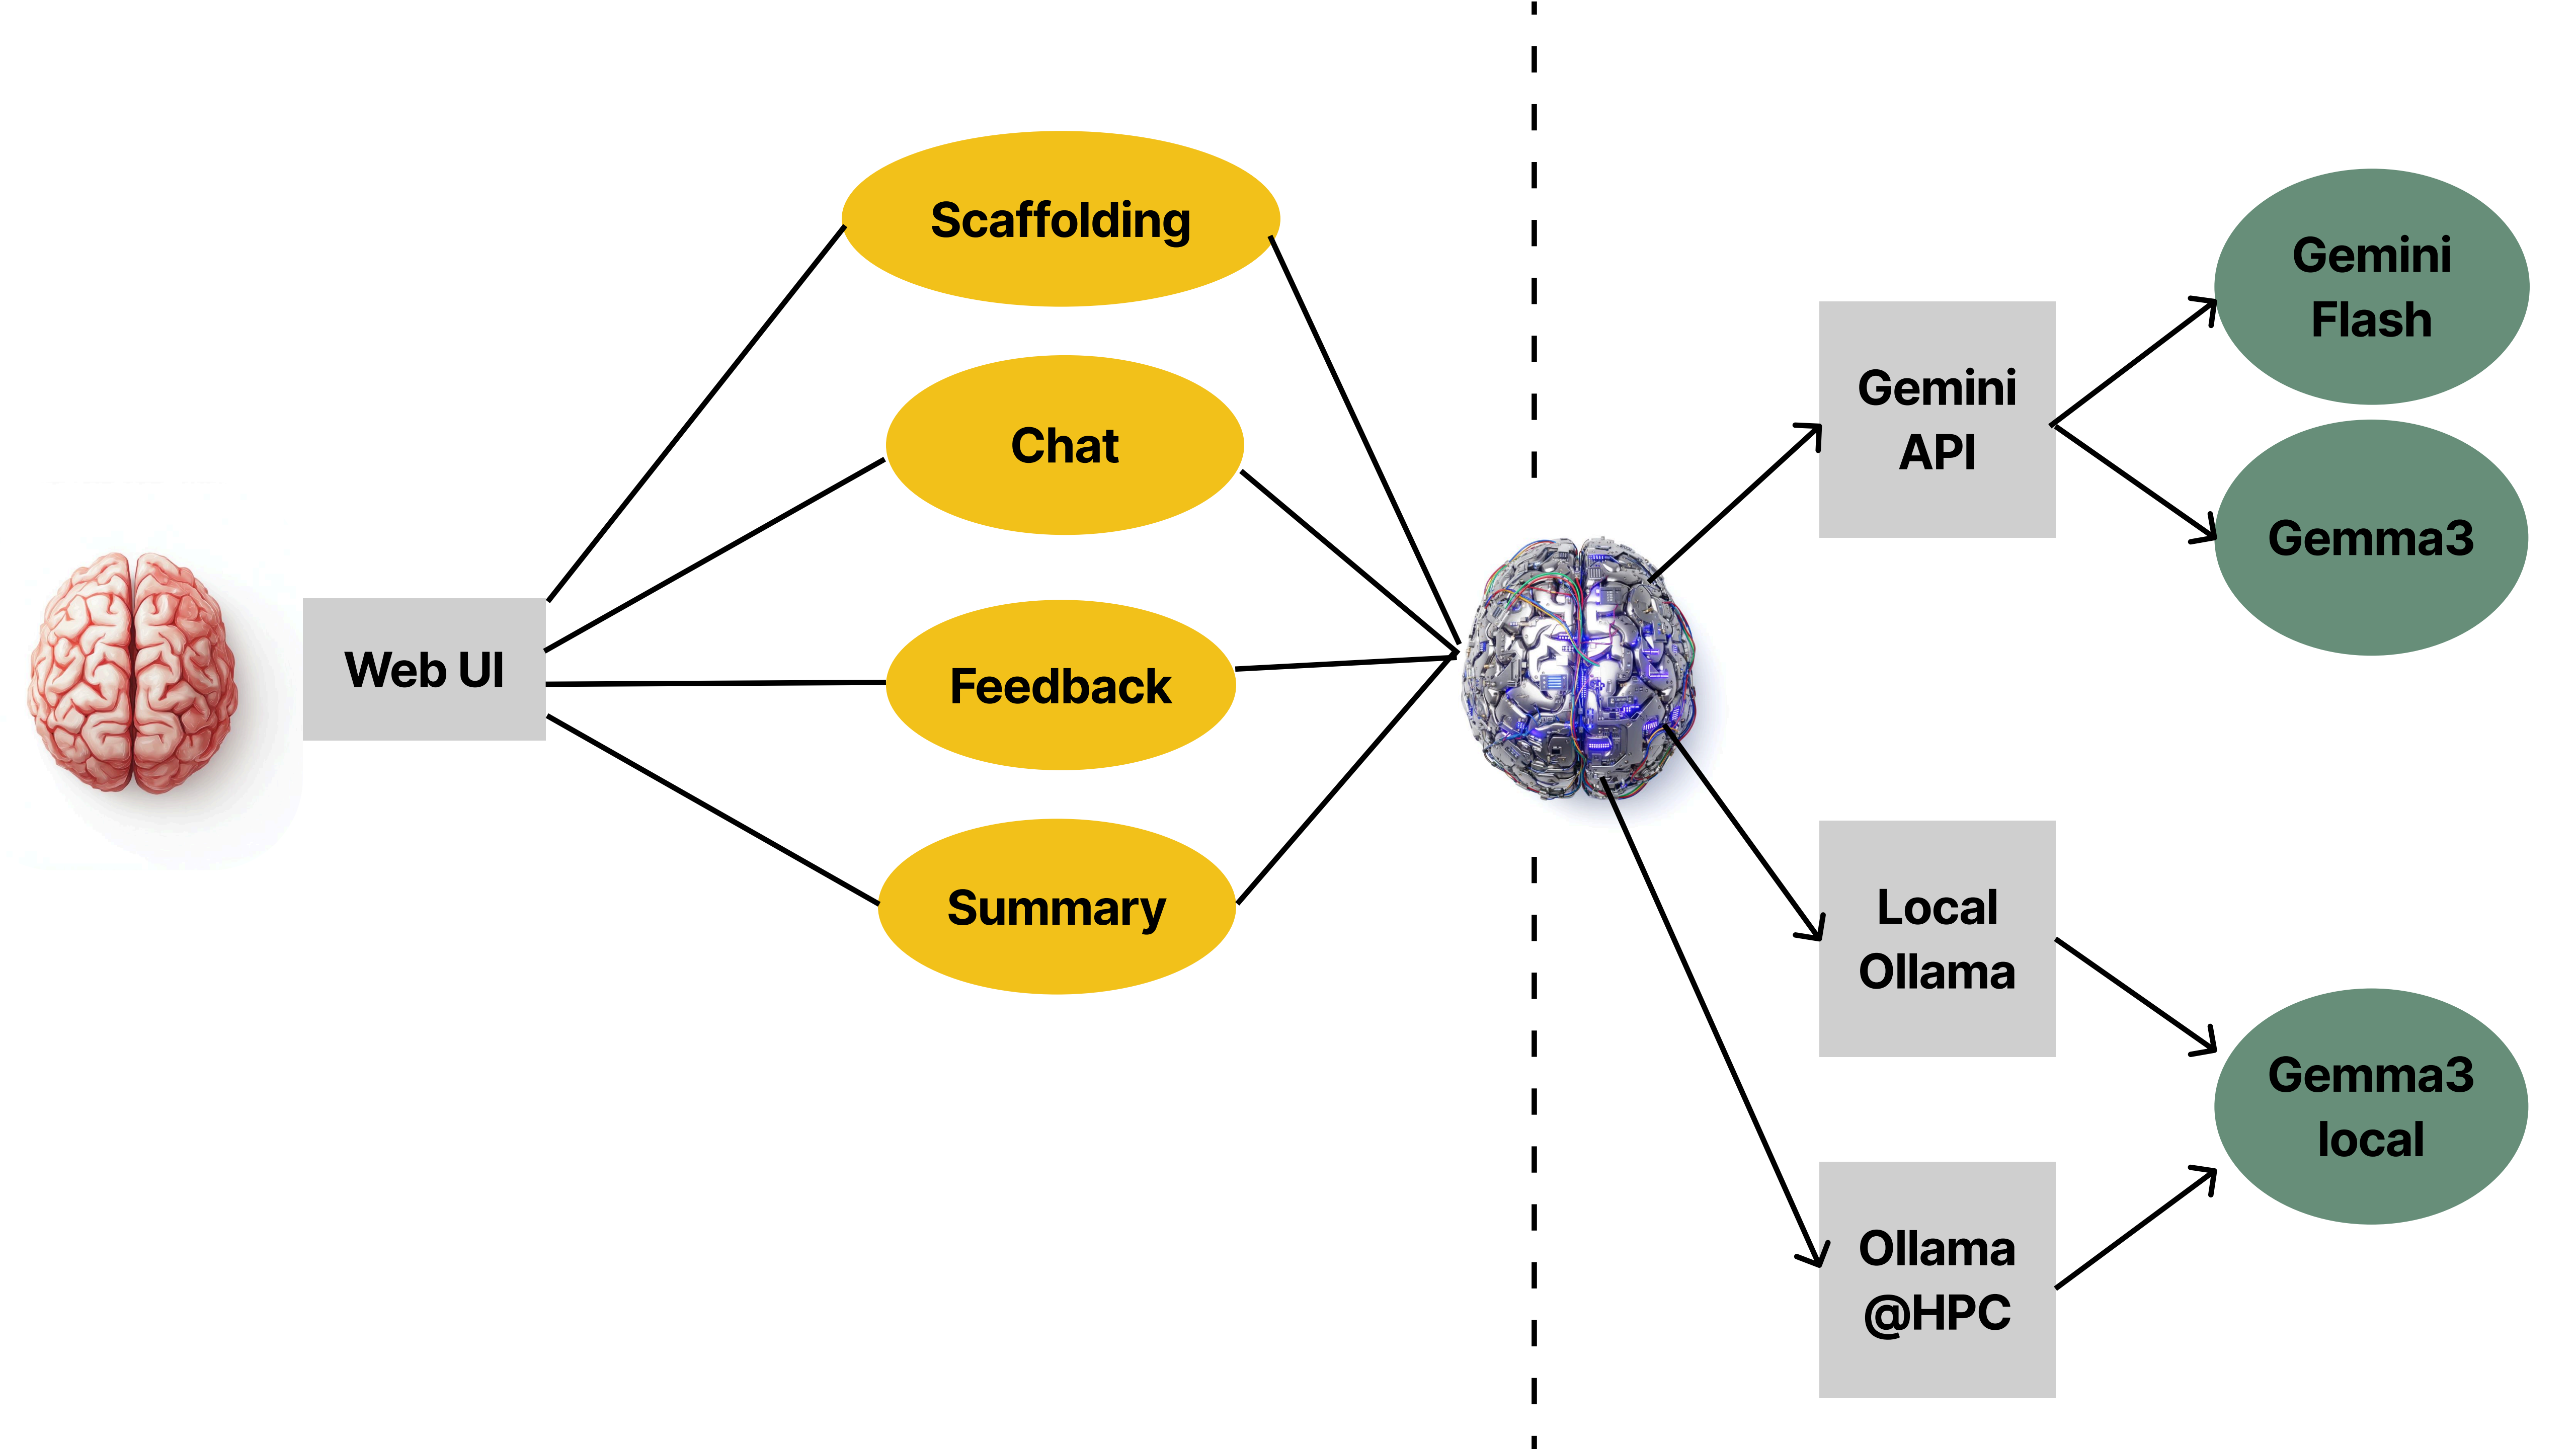 Scaffolding
Chat
Web UI
Feedback
Summary
Gemini
API
Gemini
Flash
Gemma3
Local
Ollama
Ollama
@HPC
Gemma3
local